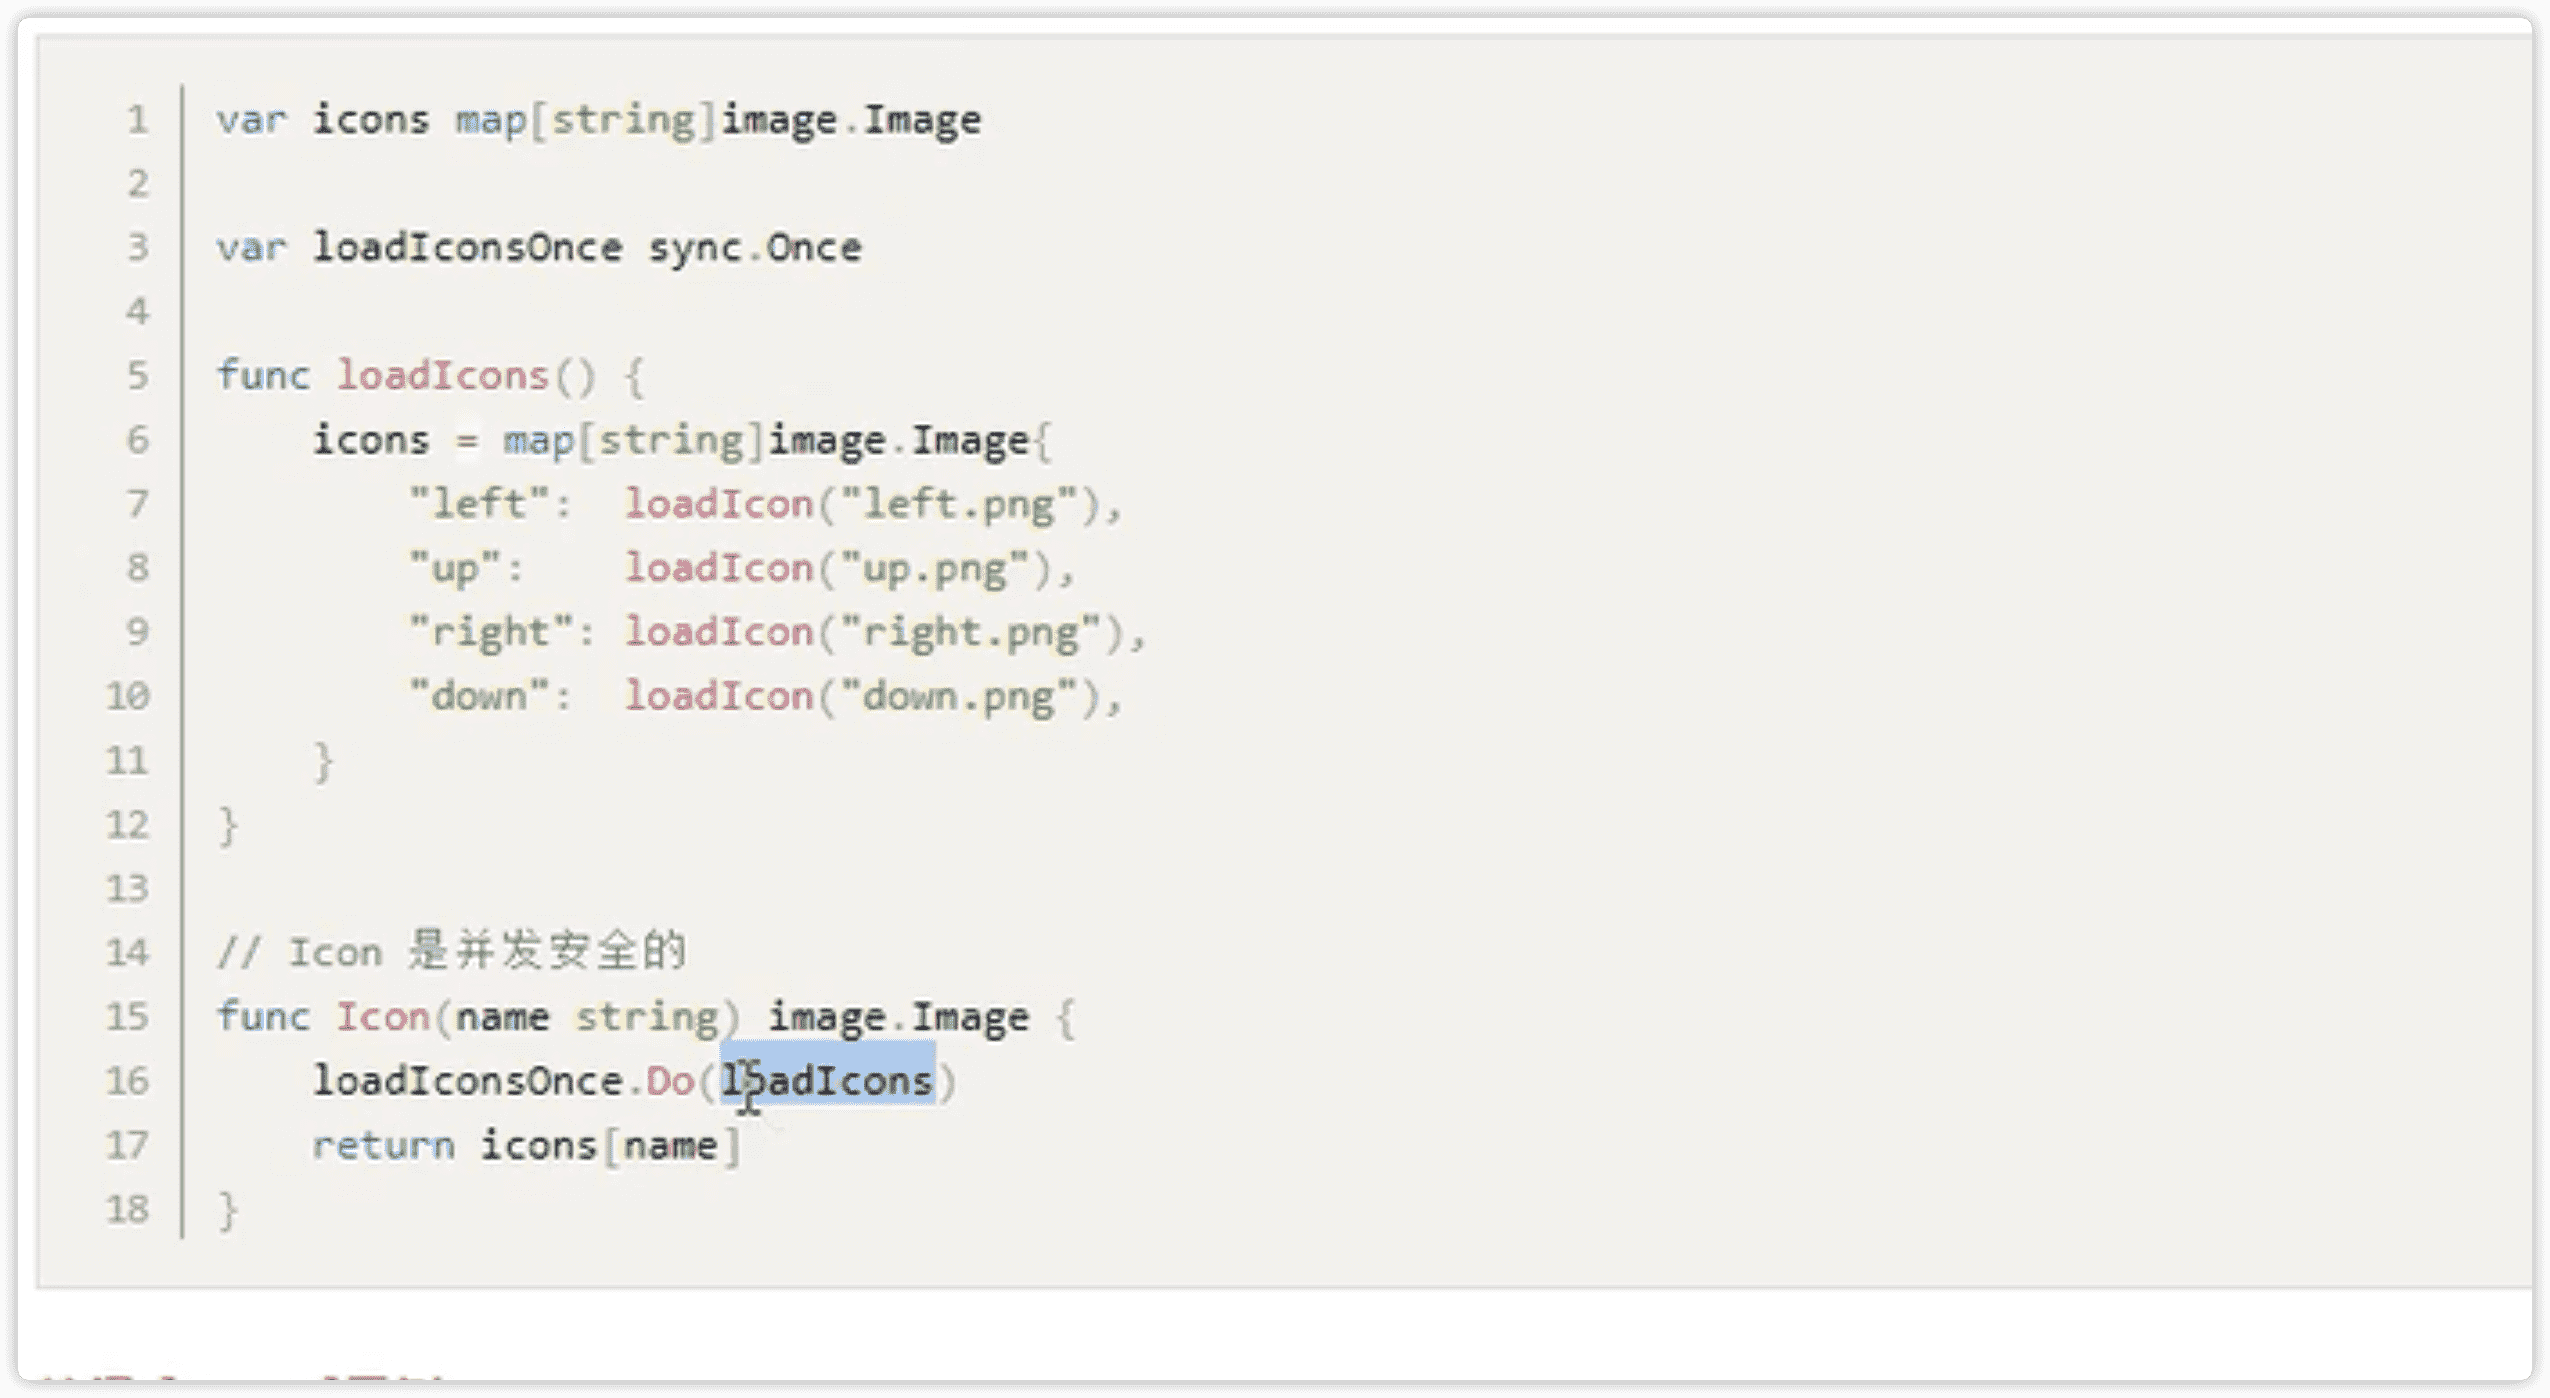 1 var icons map[string]image.Image
2
3 var loadIconsOnce sync.Once
4
5 func loadIcons() {
6     icons = map[string]image.Image{
7         "left":  loadIcon("left.png"),
8         "up":    loadIcon("up.png"),
9         "right": loadIcon("right.png"),
10         "down":  loadIcon("down.png"),
11     }
12 }
13
14 // Icon 是并发安全的
15 func Icon(name string) image.Image {
16     loadIconsOnce.Do(loadIcons)
17     return icons[name]
18 }